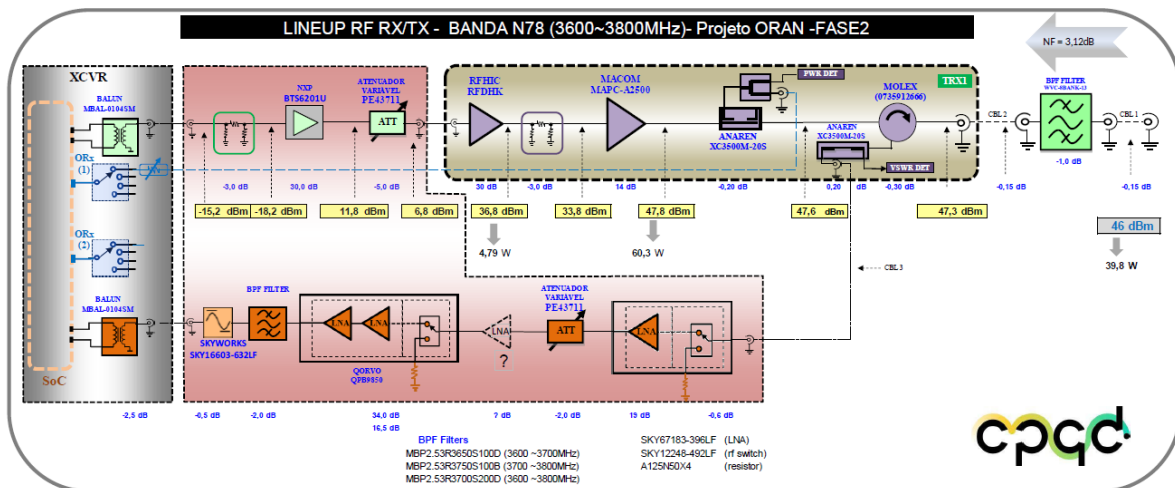 LINEUP RF RX/TX - BANDA N78 (3600~3800MHz)- Projeto ORAN -FASE2
NF = 3,12dB
XCVR
BALUN
MBAL-0104SM
ORx
(1)
ORx
(2)
BALUN
MBAL-0104SM
SoC
-2,5 dB
NXP
BTS6201U
ATENUADOR
VARIÁVEL
PE43711
ATT
-3,0 dB
30,0 dB
-5,0 dB
-15,2 dBm
-18,2 dBm
11,8 dBm
6,8 dBm
RFHIC
RFDHK
MACOM
MAPC-A2500
PWR DET
ANAREN
XC3500M-20S
MOLEX
(0735912666)
TRX1
ANAREN
XC3500M-20S
VSWR DET
30 dB
-3,0 dB
14 dB
-0,20 dB
0,20 dB
-0,30 dB
36,8 dBm
33,8 dBm
47,8 dBm
47,6 dBm
47,3 dBm
4,79 W
60,3 W
CBL 2
BPF FILTER
WVC-8BANK-13
CBL 1
-1,0 dB
-0,15 dB
-0,15 dB
46 dBm
39,8 W
CBL 3
SKYWORKS
SKY16603-632LF
BPF FILTER
LNA
LNA
QORVO
QPB9850
LNA
?
ATENUADOR
VARIÁVEL
PE43711
ATT
LNA
-0,5 dB
-2,0 dB
34,0 dB
16,5 dB
? dB
-2,0 dB
19 dB
-0,6 dB
BPF Filters
MBP2.53R3650S100D (3600 ~3700MHz)
MBP2.53R3750S100B (3700 ~3800MHz)
MBP2.53R3700S200D (3600 ~3800MHz)
SKY67183-396LF (LNA)
SKY12248-492LF (rf switch)
A125N50X4 (resistor)
cpqd